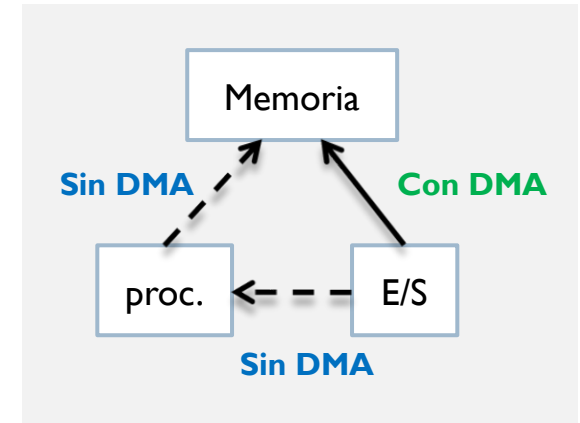 Memoria
Sin DMA
Con DMA
proc.
E/S
Sin DMA